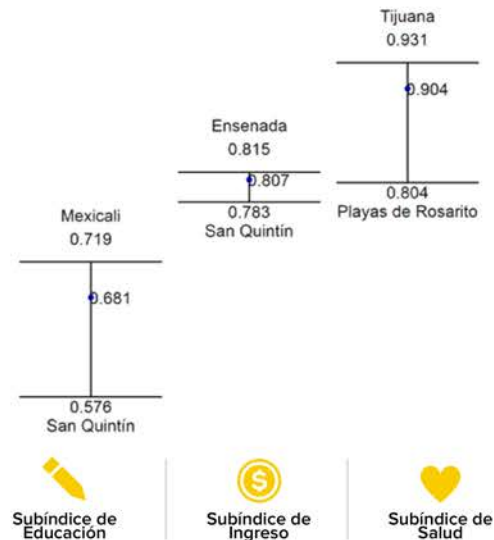 Tijuana
0.931
0.904
0.804
Playas de Rosarito
Ensenada
0.815
0.807
0.783
San Quintín
Mexicali
0.719
0.681
0.576
San Quintín
Subíndice de
Educación
Subíndice de
Ingreso
Subíndice de
Salud